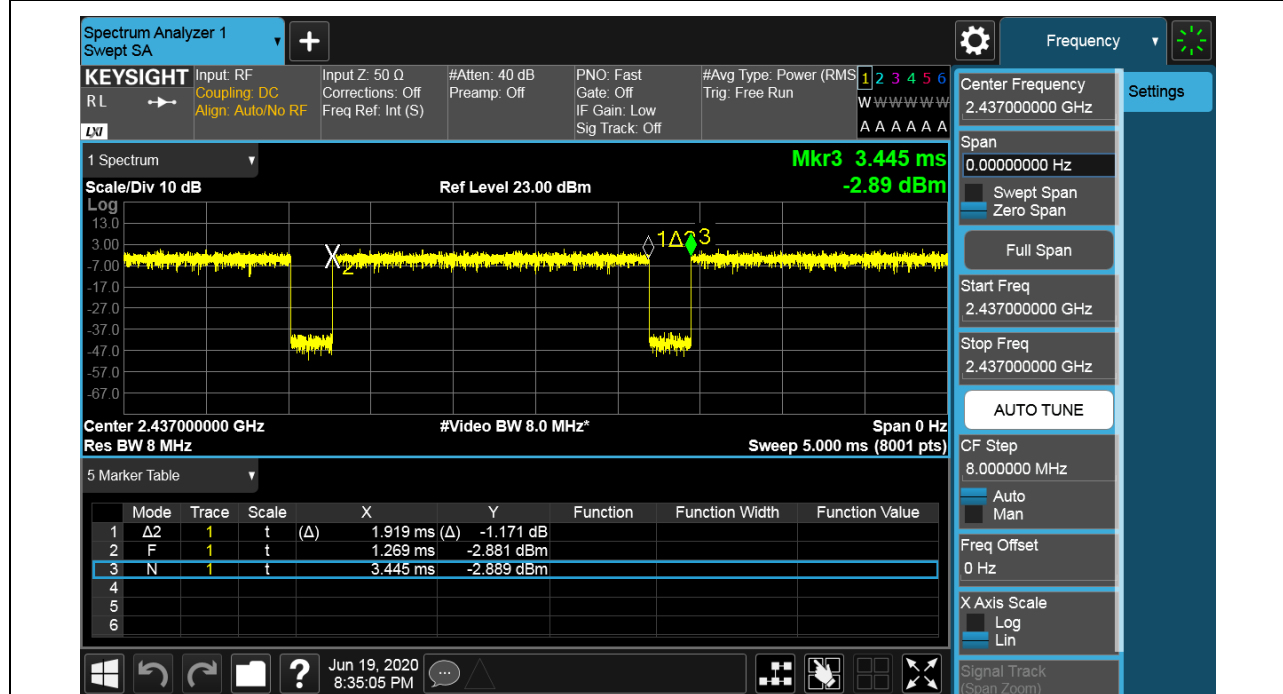 Spectrum Analyzer 1
Swept SA
Frequency
KEYSIGHT
RL
LXI
Input: RF
Coupling: DC
Align: Auto/No RF
Input Z: 50 Ω
Corrections: Off
Freq Ref: Int (S)
#Atten: 40 dB
Preamp: Off
PNO: Fast
Gate: Off
IF Gain: Low
Sig Track: Off
#Avg Type: Power (RMS
Trig: Free Run
1 2 3 4 5 6
W W W W W W
A A A A A A
1 Spectrum
Mkr3 3.445 ms
-2.89 dBm
Scale/Div 10 dB
Ref Level 23.00 dBm
Log
13.0
3.00
-7.00
-17.0
-27.0
-37.0
-47.0
-57.0
-67.0
X2
1Δ2
3
Center 2.437000000 GHz
#Video BW 8.0 MHz*
Span 0 Hz
Res BW 8 MHz
Sweep 5.000 ms (8001 pts)
5 Marker Table
Mode Trace Scale X Y Function Function Width Function Value
1 Δ2 1 t (Δ) 1.919 ms (Δ) -1.171 dB
2 F 1 t 1.269 ms -2.881 dBm
3 N 1 t 3.445 ms -2.889 dBm
4
5
6
Jun 19, 2020
8:35:05 PM
Center Frequency
2.437000000 GHz
Span
0.00000000 Hz
Swept Span
Zero Span
Full Span
Start Freq
2.437000000 GHz
Stop Freq
2.437000000 GHz
AUTO TUNE
CF Step
8.000000 MHz
Auto
Man
Freq Offset
0 Hz
X Axis Scale
Log
Lin
Signal Track
(Span Zoom)
Settings